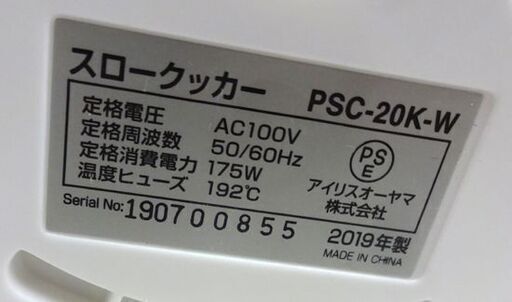 スロークッカー PSC-20K-W
定格電圧 AC100V
定格周波数 50/60Hz
定格消費電力 175W
温度ヒューズ 192℃
Serial No: 190700855
PS
E
アイリスオーヤマ
株式会社
2019年製
MADE IN CHINA